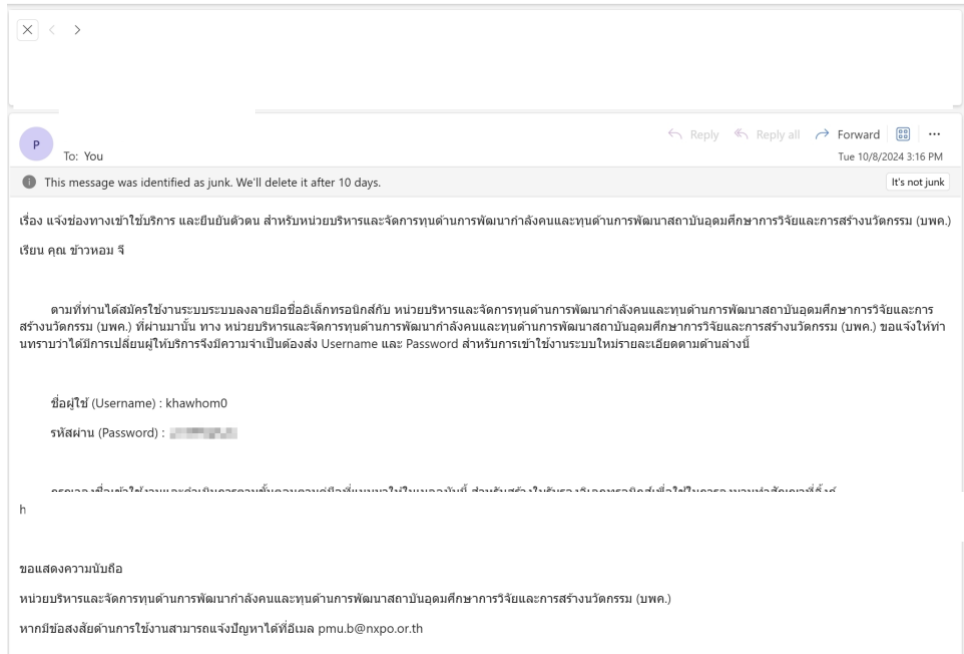 P
Reply
Reply all
Forward
To: You
Tue 10/8/2024 3:16 PM
This message was identified as junk. We'll delete it after 10 days.
It's not junk
เรื่อง แจ้งช่องทางเข้าใช้บริการ และยืนยันตัวตน สำหรับหน่วยบริหารและจัดการทุนด้านการพัฒนากำลังคนและทุนด้านการพัฒนาสถาบันอุดมศึกษาการวิจัยและการสร้างนวัตกรรม (บพค.)
เรียน คุณ ข้าวหอม จี
ตามที่ท่านได้สมัครใช้งานระบบระบบลงลายมือชื่ออิเล็กทรอนิกส์กับ หน่วยบริหารและจัดการทุนด้านการพัฒนากำลังคนและทุนด้านการพัฒนาสถาบันอุดมศึกษาการวิจัยและการ
สร้างนวัตกรรม (บพค.) ที่ผ่านมานั้น ทาง หน่วยบริหารและจัดการทุนด้านการพัฒนากำลังคนและทุนด้านการพัฒนาสถาบันอุดมศึกษาการวิจัยและการสร้างนวัตกรรม (บพค.) ขอแจ้งให้ท่า
นทราบว่าได้มีการเปลี่ยนผู้ให้บริการจึงมีความจำเป็นต้องส่ง Username และ Password สำหรับการเข้าใช้งานระบบใหม่รายละเอียดตามด้านล่างนี้
ชื่อผู้ใช้ (Username) : khawhom0
รหัสผ่าน (Password) :
h
ขอแสดงความนับถือ
หน่วยบริหารและจัดการทุนด้านการพัฒนากำลังคนและทุนด้านการพัฒนาสถาบันอุดมศึกษาการวิจัยและการสร้างนวัตกรรม (บพค.)
หากมีข้อสงสัยด้านการใช้งานสามารถแจ้งปัญหาได้ที่อีเมล pmu.b@nxpo.or.th